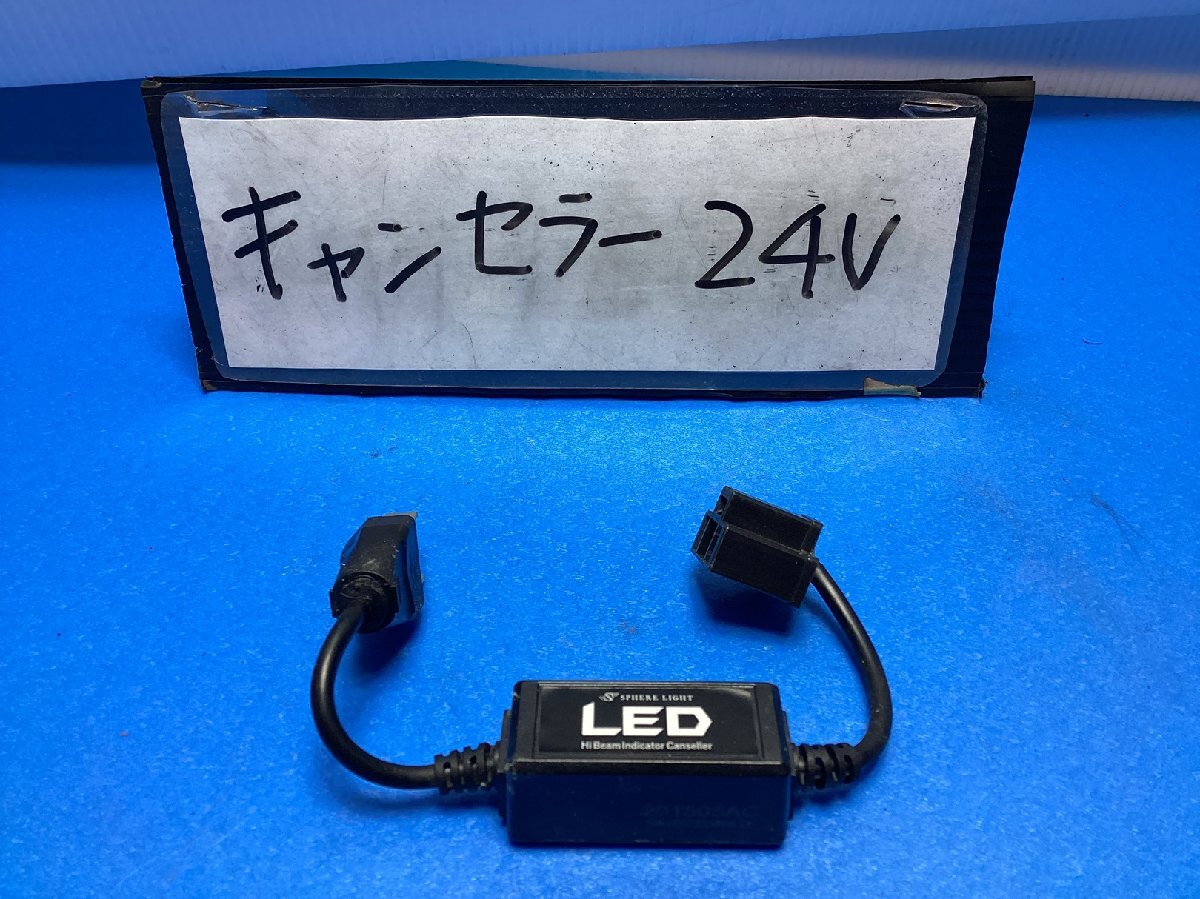 キャンセラー 24V
SPHERE LIGHT
LED
Hi Beam Indicator Canseller